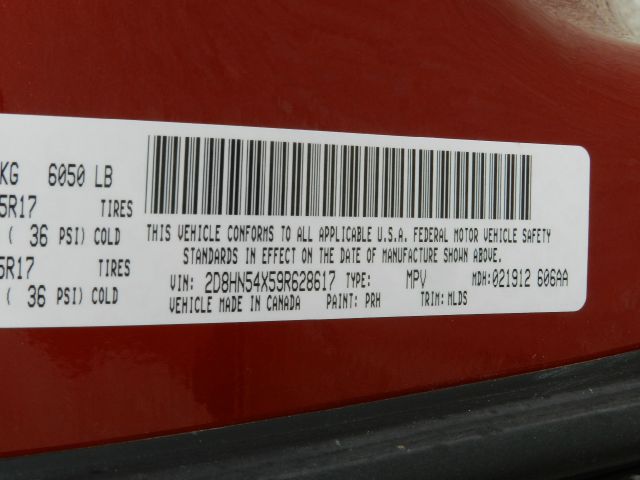 KG 6050 LB
5R17 TIRES
( 36 PSI) COLD
5R17 TIRES
( 36 PSI) COLD
THIS VEHICLE CONFORMS TO ALL APPLICABLE U.S.A. FEDERAL MOTOR VEHICLE SAFETY
STANDARDS IN EFFECT ON THE DATE OF MANUFACTURE SHOWN ABOVE.
VIN: 2D8HN54X59R628617 TYPE: MPV MDH:021912 606AA
VEHICLE MADE IN CANADA PAINT: PRH TRIM: MLDS